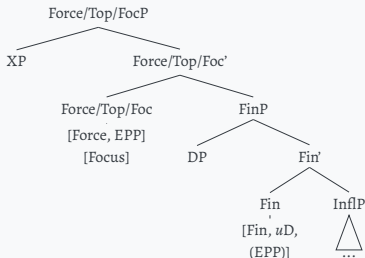 Force/Top/FocP
XP
Force/Top/Foc'
Force/Top/Foc
FinP
[Force, EPP]
[Focus]
DP
Fin'
Fin
InflP
[Fin, uD,
(EPP)]
...